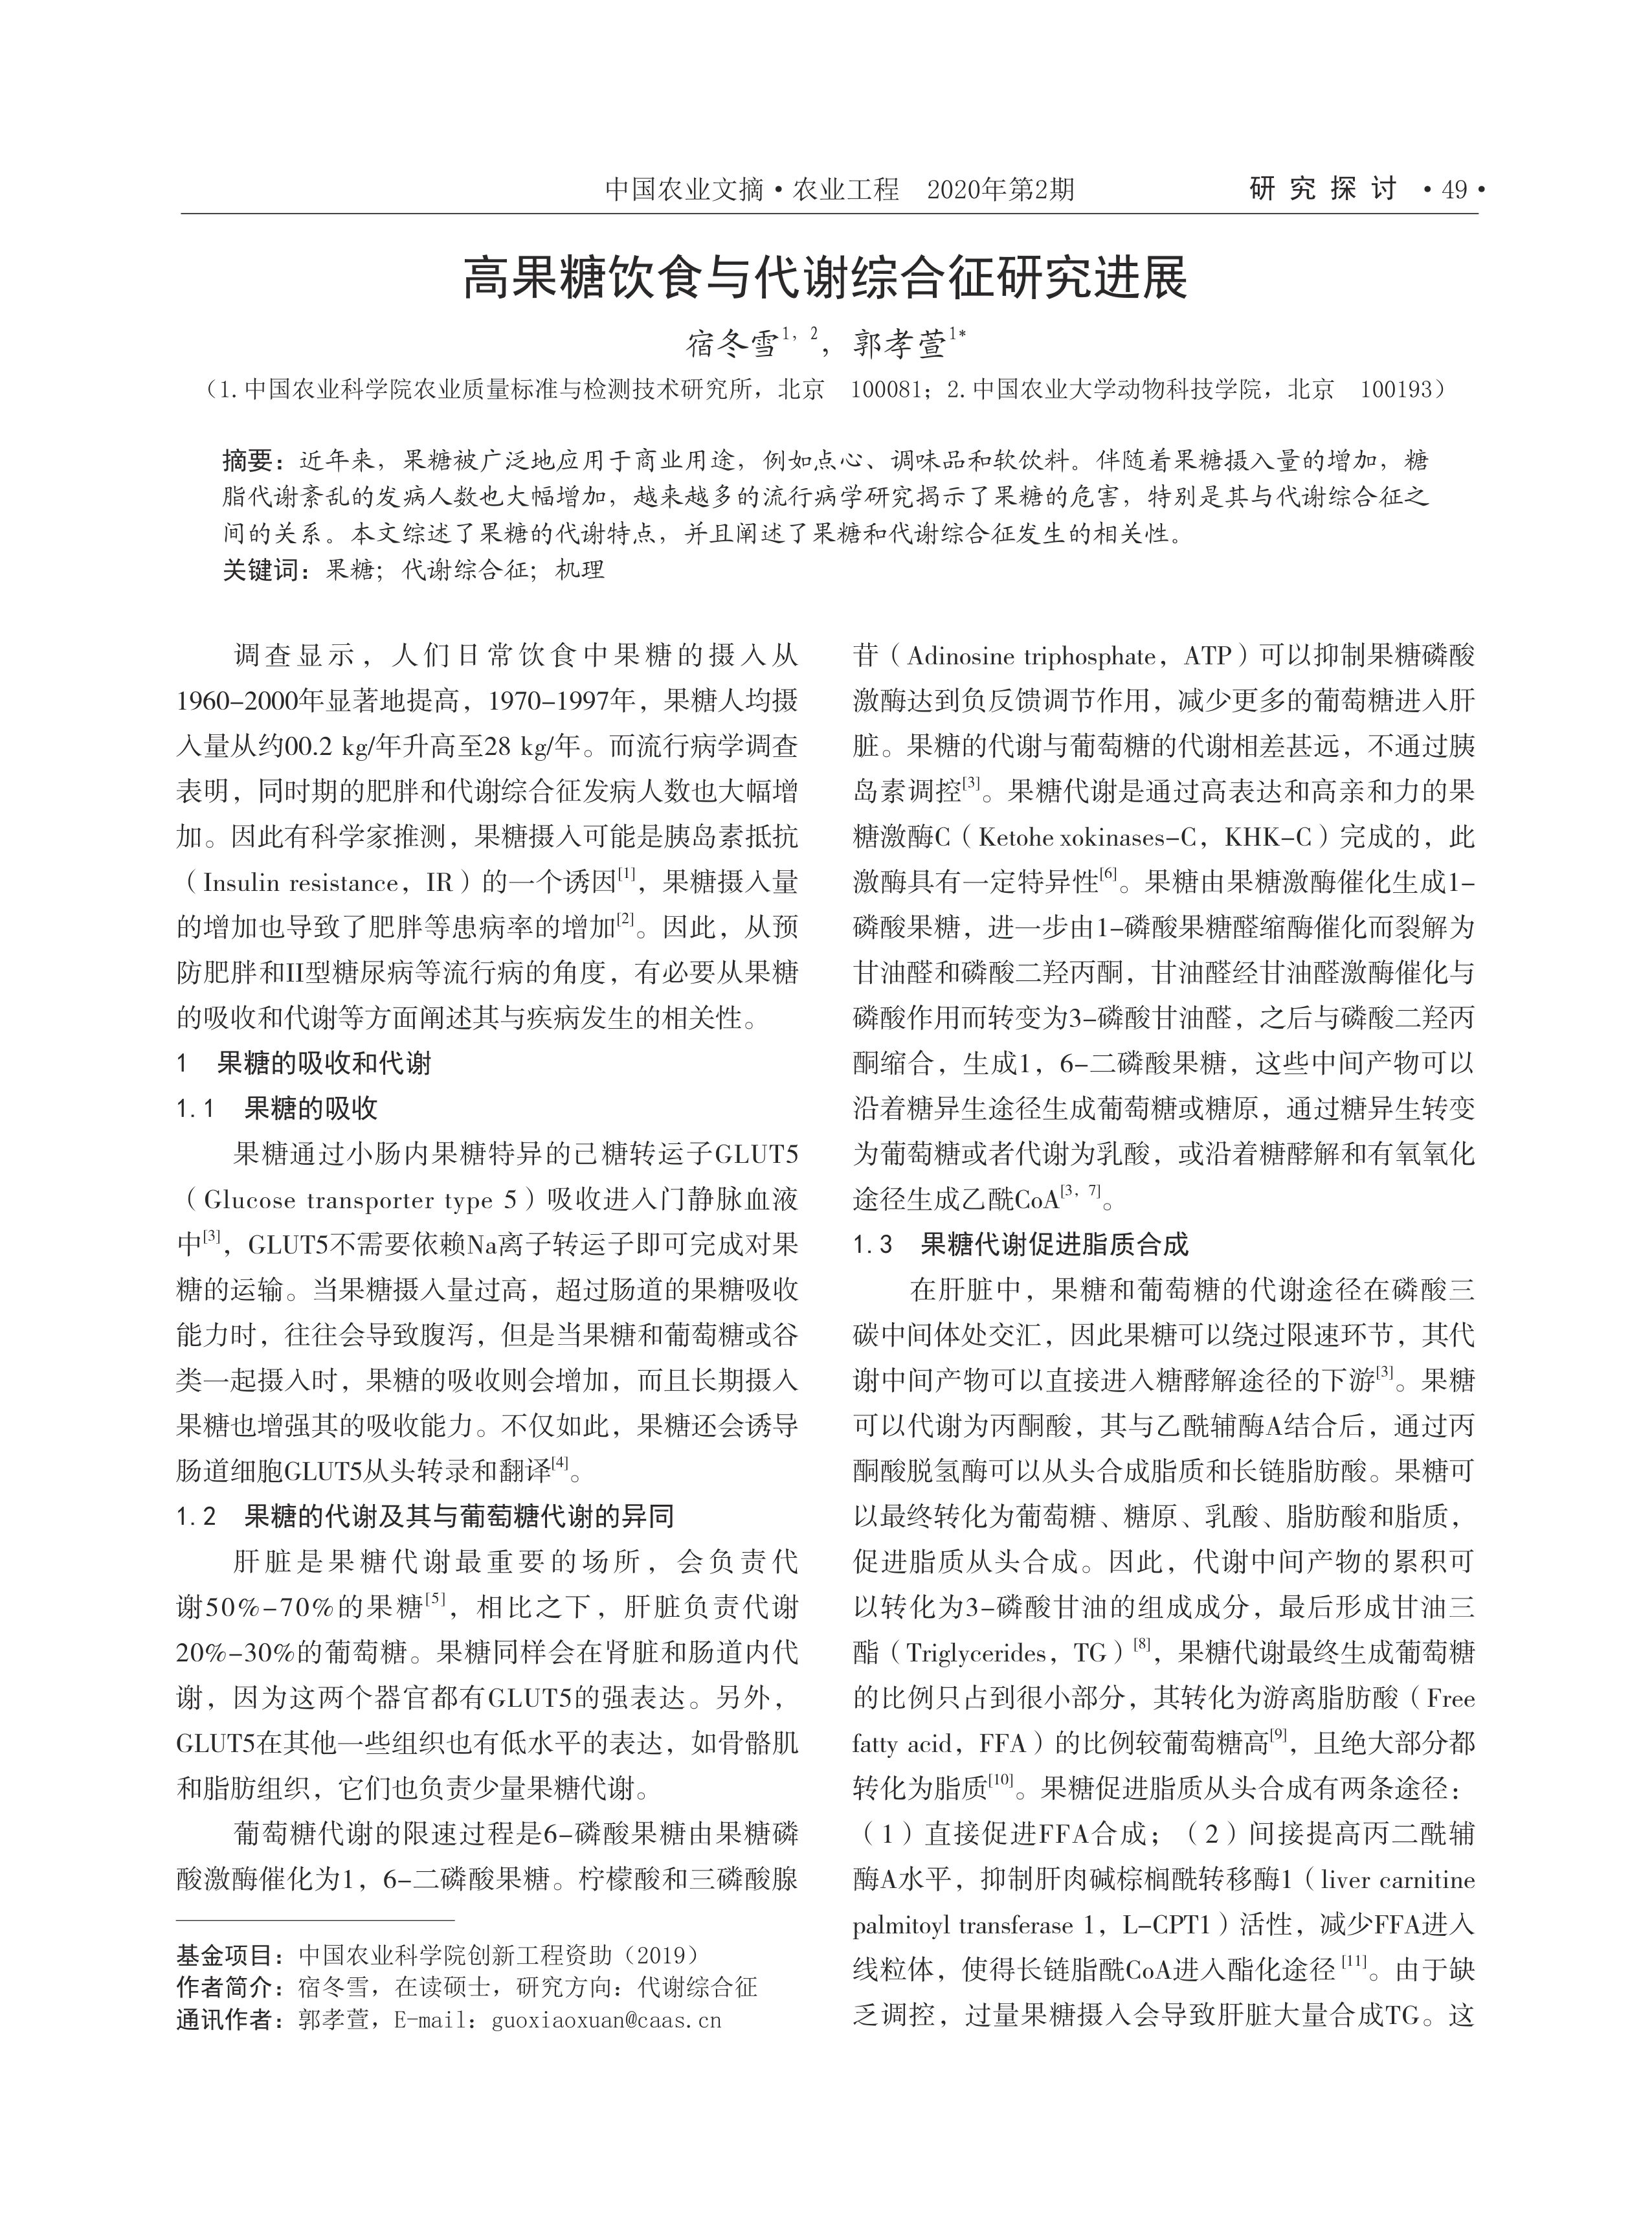 中国农业文摘·农业工程 2020年第2期 研究探讨 ·49·
高果糖饮食与代谢综合征研究进展
宿冬雪1，2，郭孝萱1*
（1.中国农业科学院农业质量标准与检测技术研究所，北京 100081；2.中国农业大学动物科技学院，北京 100193）
摘要：近年来，果糖被广泛地应用于商业用途，例如点心、调味品和软饮料。伴随着果糖摄入量的增加，糖
脂代谢紊乱的发病人数也大幅增加，越来越多的流行病学研究揭示了果糖的危害，特别是其与代谢综合征之
间的关系。本文综述了果糖的代谢特点，并且阐述了果糖和代谢综合征发生的相关性。
关键词：果糖；代谢综合征；机理
调查显示，人们日常饮食中果糖的摄入从
1960–2000年显著地提高，1970–1997年，果糖人均摄
入量从约00.2 kg/年升高至28 kg/年。而流行病学调查
表明，同时期的肥胖和代谢综合征发病人数也大幅增
加。因此有科学家推测，果糖摄入可能是胰岛素抵抗
（Insulin resistance，IR）的一个诱因[1]，果糖摄入量
的增加也导致了肥胖等患病率的增加[2]。因此，从预
防肥胖和II型糖尿病等流行病的角度，有必要从果糖
的吸收和代谢等方面阐述其与疾病发生的相关性。
1 果糖的吸收和代谢
1.1 果糖的吸收
果糖通过小肠内果糖特异的己糖转运子GLUT5
（Glucose transporter type 5）吸收进入门静脉血液
中[3]，GLUT5不需要依赖Na离子转运子即可完成对果
糖的运输。当果糖摄入量过高，超过肠道的果糖吸收
能力时，往往会导致腹泻，但是当果糖和葡萄糖或谷
类一起摄入时，果糖的吸收则会增加，而且长期摄入
果糖也增强其的吸收能力。不仅如此，果糖还会诱导
肠道细胞GLUT5从头转录和翻译[4]。
1.2 果糖的代谢及其与葡萄糖代谢的异同
肝脏是果糖代谢最重要的场所，会负责代
谢50%–70%的果糖[5]，相比之下，肝脏负责代谢
20%–30%的葡萄糖。果糖同样会在肾脏和肠道内代
谢，因为这两个器官都有GLUT5的强表达。另外，
GLUT5在其他一些组织也有低水平的表达，如骨骼肌
和脂肪组织，它们也负责少量果糖代谢。
葡萄糖代谢的限速过程是6–磷酸果糖由果糖磷
酸激酶催化为1，6–二磷酸果糖。柠檬酸和三磷酸腺
基金项目：中国农业科学院创新工程资助（2019）
作者简介：宿冬雪，在读硕士，研究方向：代谢综合征
通讯作者：郭孝萱，E-mail：guoxiaoxuan@caas.cn
苷（Adinosine triphosphate，ATP）可以抑制果糖磷酸
激酶达到负反馈调节作用，减少更多的葡萄糖进入肝
脏。果糖的代谢与葡萄糖的代谢相差甚远，不通过胰
岛素调控[3]。果糖代谢是通过高表达和高亲和力的果
糖激酶C（Ketohe xokinases–C，KHK–C）完成的，此
激酶具有一定特异性[6]。果糖由果糖激酶催化生成1–
磷酸果糖，进一步由1–磷酸果糖醛缩酶催化而裂解为
甘油醛和磷酸二羟丙酮，甘油醛经甘油醛激酶催化与
磷酸作用而转变为3–磷酸甘油醛，之后与磷酸二羟丙
酮缩合，生成1，6–二磷酸果糖，这些中间产物可以
沿着糖异生途径生成葡萄糖或糖原，通过糖异生转变
为葡萄糖或者代谢为乳酸，或沿着糖酵解和有氧氧化
途径生成乙酰CoA[3，7]。
1.3 果糖代谢促进脂质合成
在肝脏中，果糖和葡萄糖的代谢途径在磷酸三
碳中间体处交汇，因此果糖可以绕过限速环节，其代
谢中间产物可以直接进入糖酵解途径的下游[3]。果糖
可以代谢为丙酮酸，其与乙酰辅酶A结合后，通过丙
酮酸脱氢酶可以从头合成脂质和长链脂肪酸。果糖可
以最终转化为葡萄糖、糖原、乳酸、脂肪酸和脂质，
促进脂质从头合成。因此，代谢中间产物的累积可
以转化为3–磷酸甘油的组成成分，最后形成甘油三
酯（Triglycerides，TG）[8]，果糖代谢最终生成葡萄糖
的比例只占到很小部分，其转化为游离脂肪酸（Free
fatty acid，FFA）的比例较葡萄糖高[9]，且绝大部分都
转化为脂质[10]。果糖促进脂质从头合成有两条途径：
（1）直接促进FFA合成；（2）间接提高丙二酰辅
酶A水平，抑制肝肉碱棕榈酰转移酶1（liver carnitine
palmitoyl transferase 1，L–CPT1）活性，减少FFA进入
线粒体，使得长链脂酰CoA进入酯化途径[11]。由于缺
乏调控，过量果糖摄入会导致肝脏大量合成TG。这